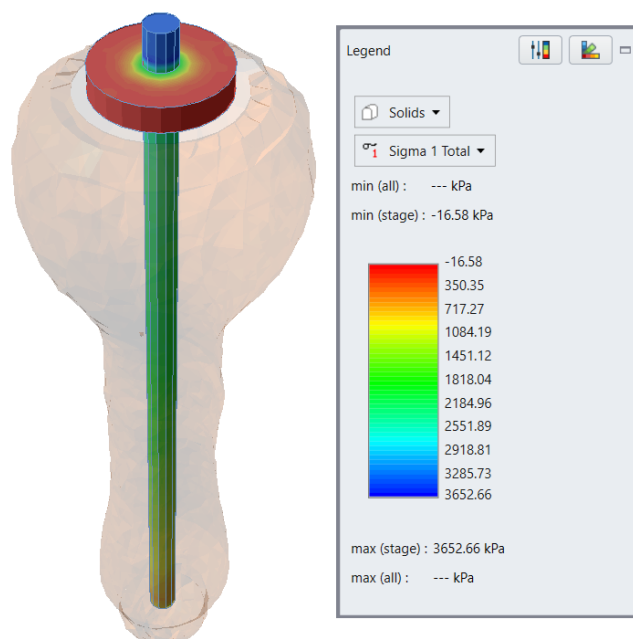 Legend
Solids
σ1 Sigma 1 Total
min (all) : --- kPa
min (stage) : -16.58 kPa
-16.58
350.35
717.27
1084.19
1451.12
1818.04
2184.96
2551.89
2918.81
3285.73
3652.66
max (stage) : 3652.66 kPa
max (all) : --- kPa